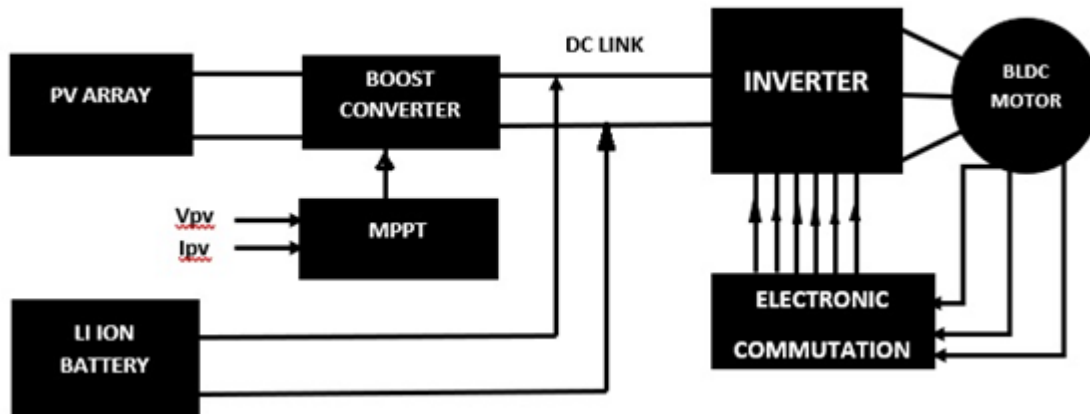 DC LINK
PV ARRAY
BOOST
CONVERTER
INVERTER
BLDC
MOTOR
Vpv
Ipv
MPPT
LI ION
BATTERY
ELECTRONIC
COMMUTATION